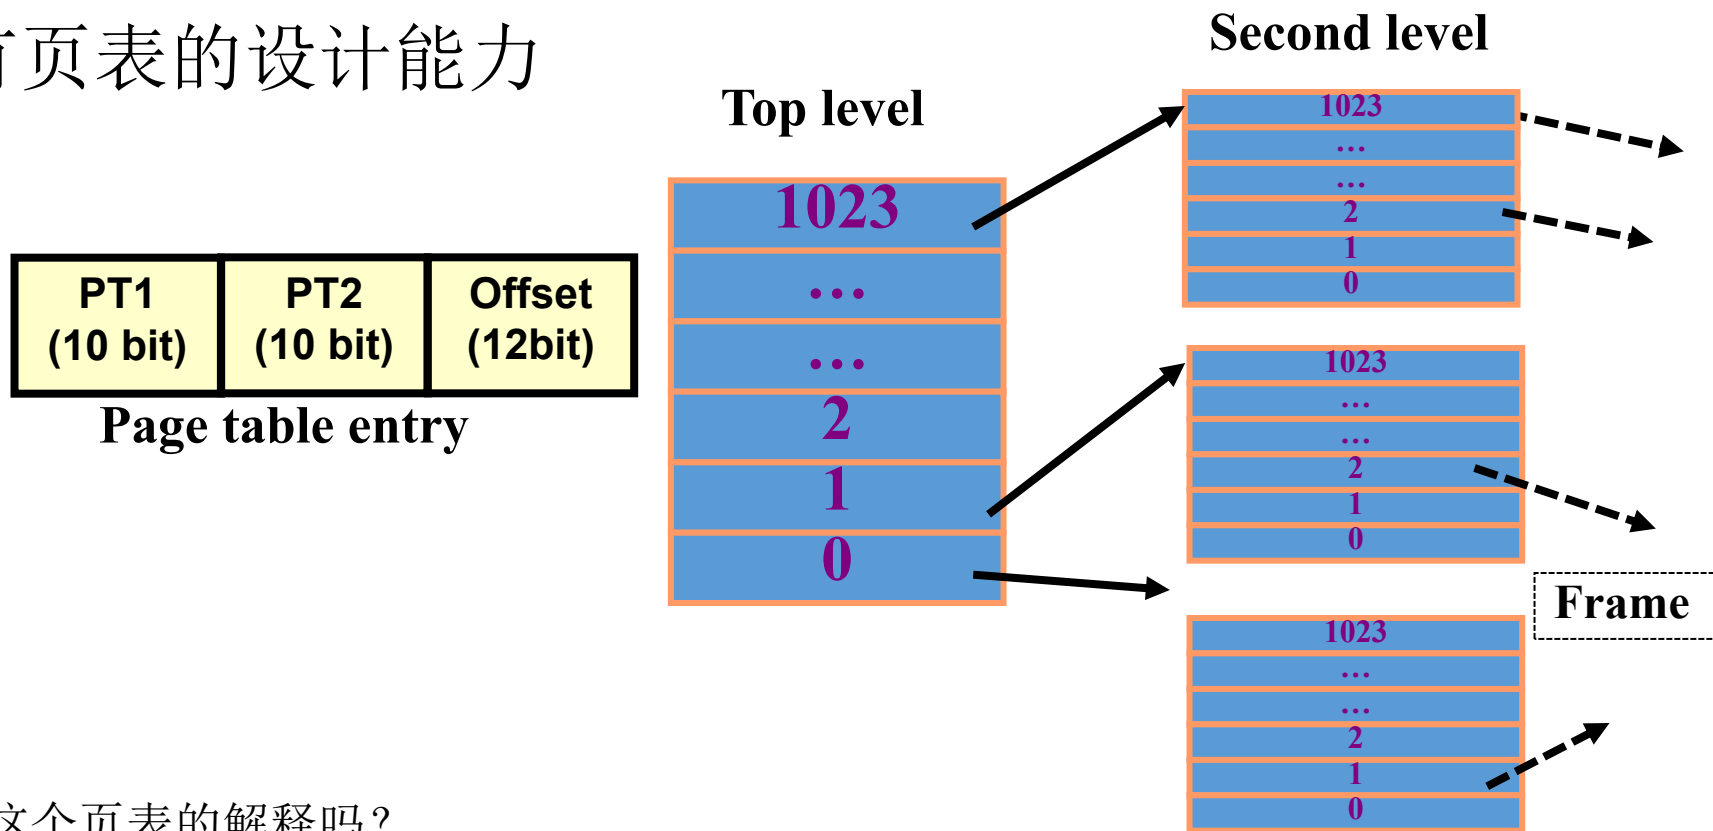 页表的设计能力
Top level
1023
…
…
2
1
0
PT1
(10 bit)
PT2
(10 bit)
Offset
(12bit)
Page table entry
Second level
1023
…
…
2
1
0
1023
…
…
2
1
0
Frame
1023
…
…
2
1
0
这个页表的解释吗？